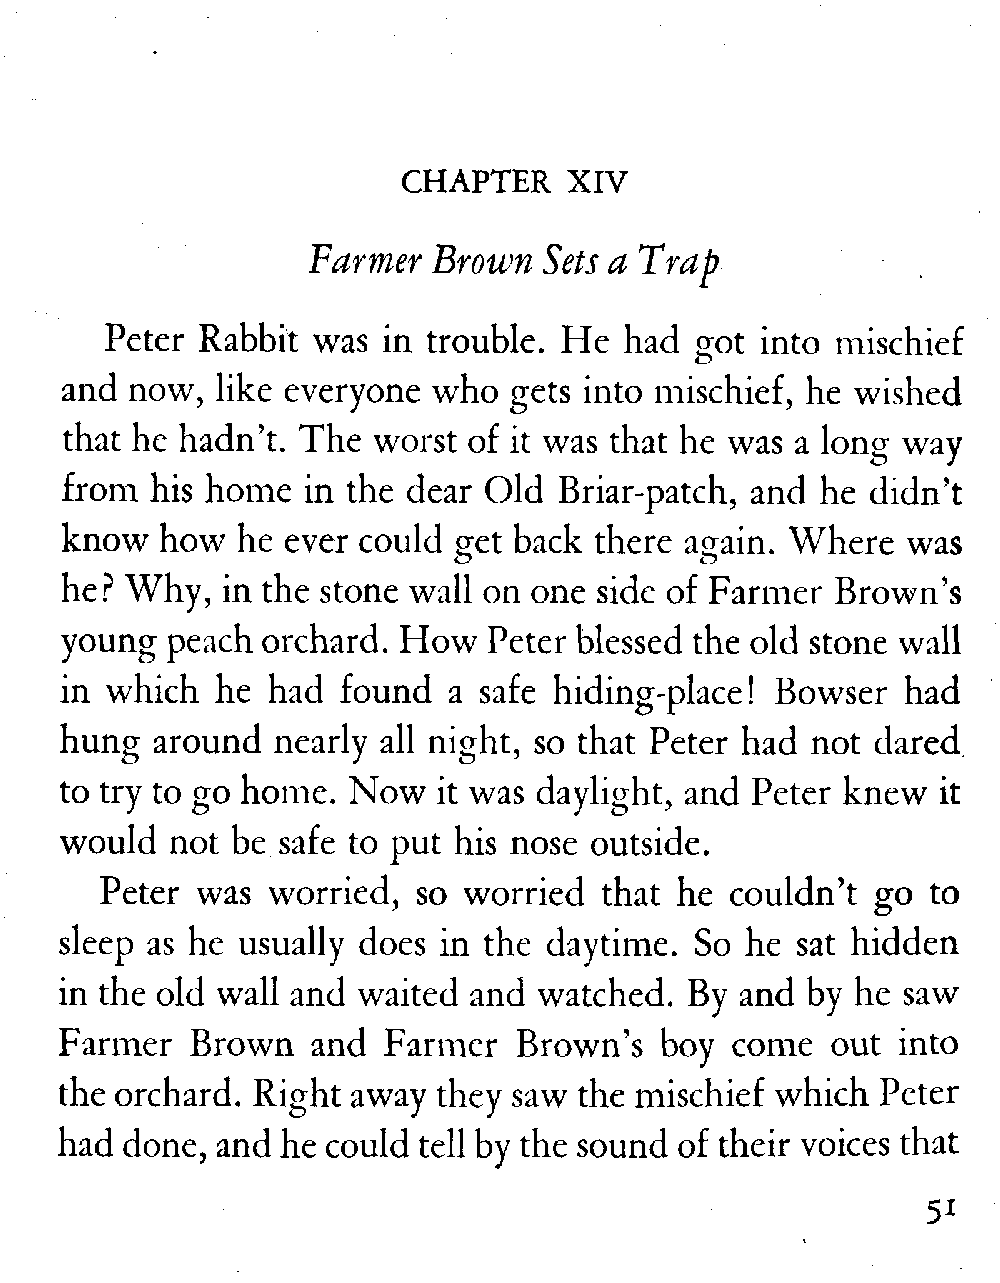 CHAPTER XIV
Farmer Brown Sets a Trap
Peter Rabbit was in trouble. He had got into mischief
and now, like everyone who gets into mischief, he wished
that he hadn't. The worst of it was that he was a long way
from his home in the dear Old Briar-patch, and he didn't
know how he ever could get back there again. Where was
he? Why, in the stone wall on one side of Farmer Brown's
young peach orchard. How Peter blessed the old stone wall
in which he had found a safe hiding-place! Bowser had
hung around nearly all night, so that Peter had not dared
to try to go home. Now it was daylight, and Peter knew it
would not be safe to put his nose outside.
Peter was worried, so worried that he couldn't go to
sleep as he usually does in the daytime. So he sat hidden
in the old wall and waited and watched. By and by he saw
Farmer Brown and Farmer Brown's boy come out into
the orchard. Right away they saw the mischief which Peter
had done, and he could tell by the sound of their voices that
51